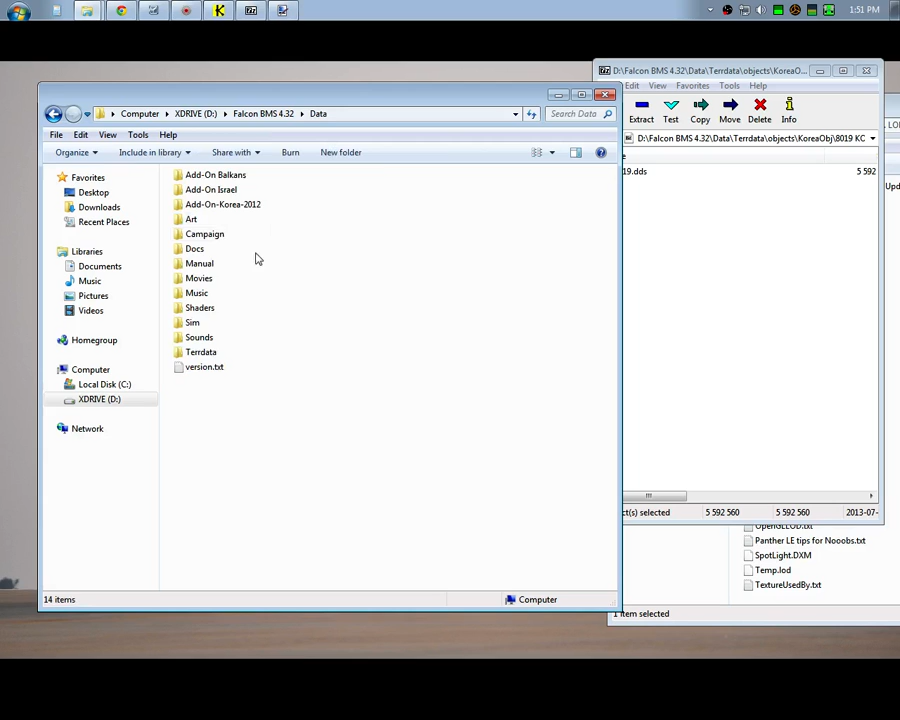 1:51 PM
D:\Falcon BMS 4.32\Data\Terrdata\objects\KoreaO...
Edit View Favorites Tools Help
Extract Test Copy Move Delete Info
D:\Falcon BMS 4.32\Data\Terrdata\objects\KoreaObj\8019 KC
19.dds 5 592
ct(s) selected 5 592 560 5 592 560 2013-07-
OpenGLLOD.txt
Panther LE tips for Nooobs.txt
SpotLight.DXM
Temp.lod
TextureUsedBy.txt
1 item selected
Computer XDRIVE (D:) Falcon BMS 4.32 Data Search Data
File Edit View Tools Help
Organize Include in library Share with Burn New folder
Favorites
Desktop
Downloads
Recent Places
Libraries
Documents
Music
Pictures
Videos
Homegroup
Computer
Local Disk (C:)
XDRIVE (D:)
Network
Add-On Balkans
Add-On Israel
Add-On-Korea-2012
Art
Campaign
Docs
Manual
Movies
Music
Shaders
Sim
Sounds
Terrdata
version.txt
14 items Computer